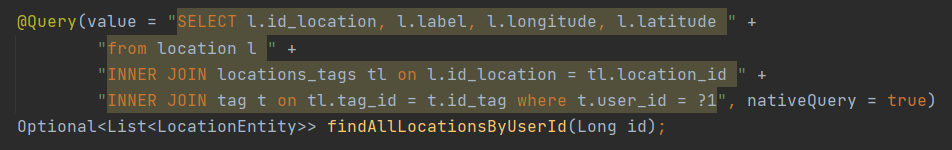 @Query(value = "SELECT l.id_location, l.label, l.longitude, l.latitude " +
"from location l " +
"INNER JOIN locations_tags tl on l.id_location = tl.location_id " +
"INNER JOIN tag t on tl.tag_id = t.id_tag where t.user_id = ?1", nativeQuery = true)
Optional<List<LocationEntity>> findAllLocationsByUserId(Long id);